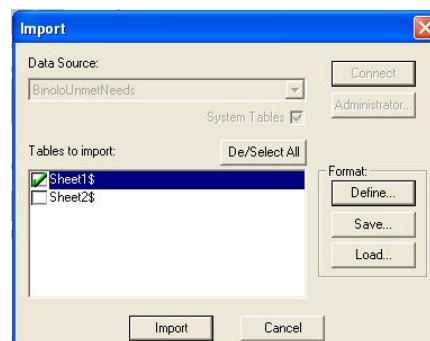 Import
Data Source:
Connect
BinoloUnmetNeeds
System Tables
Administrator...
Tables to import:
De/Select All
Sheet1$
Sheet2$
Format:
Define...
Save...
Load...
Import
Cancel